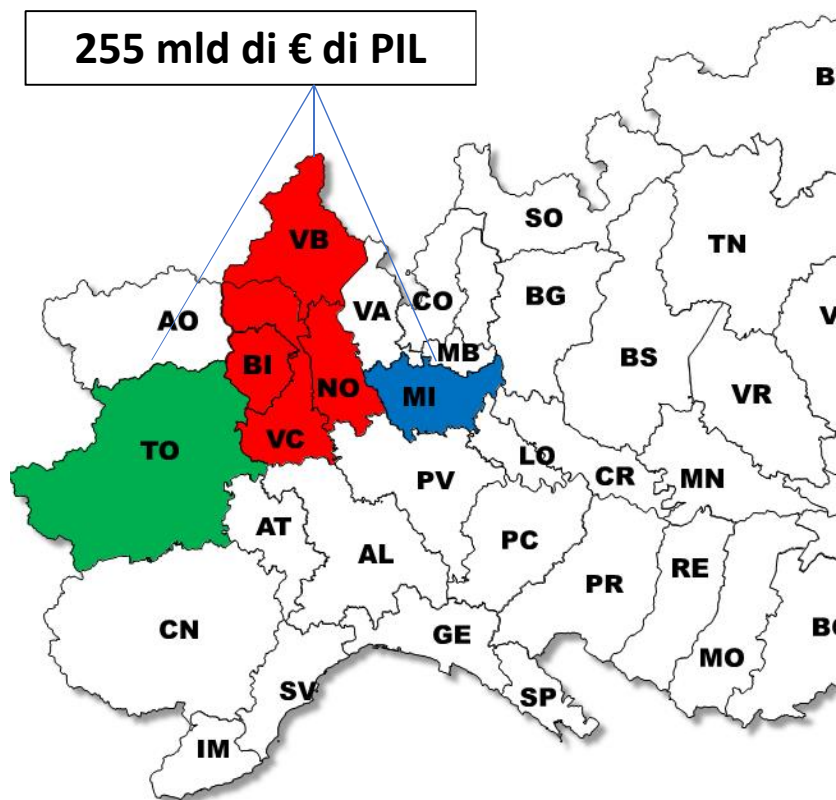 255 mld di € di PIL
B
VB
SO
TN
AO
VA
CO
BG
V
MB
BI
NO
MI
BS
VR
TO
VC
PV
LO
CR
MN
AT
AL
PC
PR
RE
CN
GE
MO
BO
SV
SP
IM